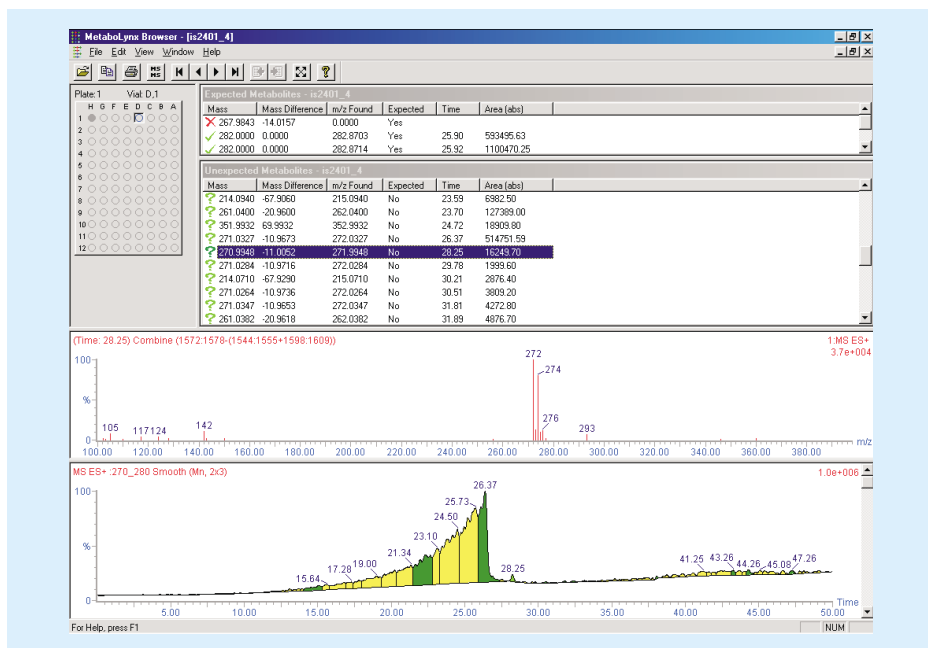 MetaboLynx Browser - [is2401_4]
File Edit View Window Help
MS MS
Plate:1 Vial: D,1
H G F E D C B A
1
2
3
4
5
6
7
8
9
10
11
12
Expected Metabolites - is2401_4
Mass Mass Difference m/z Found Expected Time Area (abs)
267.9843 -14.0157 0.0000 Yes
282.0000 0.0000 282.8703 Yes 25.90 593495.63
282.0000 0.0000 282.8714 Yes 25.92 1100470.25
Unexpected Metabolites - is2401_4
Mass Mass Difference m/z Found Expected Time Area (abs)
? 214.0940 -67.9060 215.0940 No 23.59 6982.50
? 261.0400 -20.9600 262.0400 No 23.70 127389.00
? 351.9932 69.9932 352.9932 No 24.72 18909.80
? 271.0327 -10.9673 272.0327 No 26.37 514751.59
? 270.9948 -11.0052 271.9948 No 28.25 16249.70
? 271.0284 -10.9716 272.0284 No 29.78 1999.60
? 214.0710 -67.9290 215.0710 No 30.21 2876.40
? 271.0264 -10.9736 272.0264 No 30.51 3809.20
? 271.0347 -10.9653 272.0347 No 31.81 4272.80
? 261.0382 -20.9618 262.0382 No 31.89 4876.70
(Time: 28.25) Combine (1572:1578-(1544:1555+1598:1609))
1:MS ES+
3.7e+004
100
%
0
105 117 124 142 272 274 276 293
100.00 120.00 140.00 160.00 180.00 200.00 220.00 240.00 260.00 280.00 300.00 320.00 340.00 360.00 380.00 m/z
MS ES+ :270_280 Smooth (Mn, 2x3)
1.0e+006
100
%
0
15.64 17.28 19.00 21.34 23.10 24.50 25.73 26.37 28.25 41.25 43.26 44.26 45.08 47.26
5.00 10.00 15.00 20.00 25.00 30.00 35.00 40.00 45.00 50.00 Time
For Help, press F1
NUM